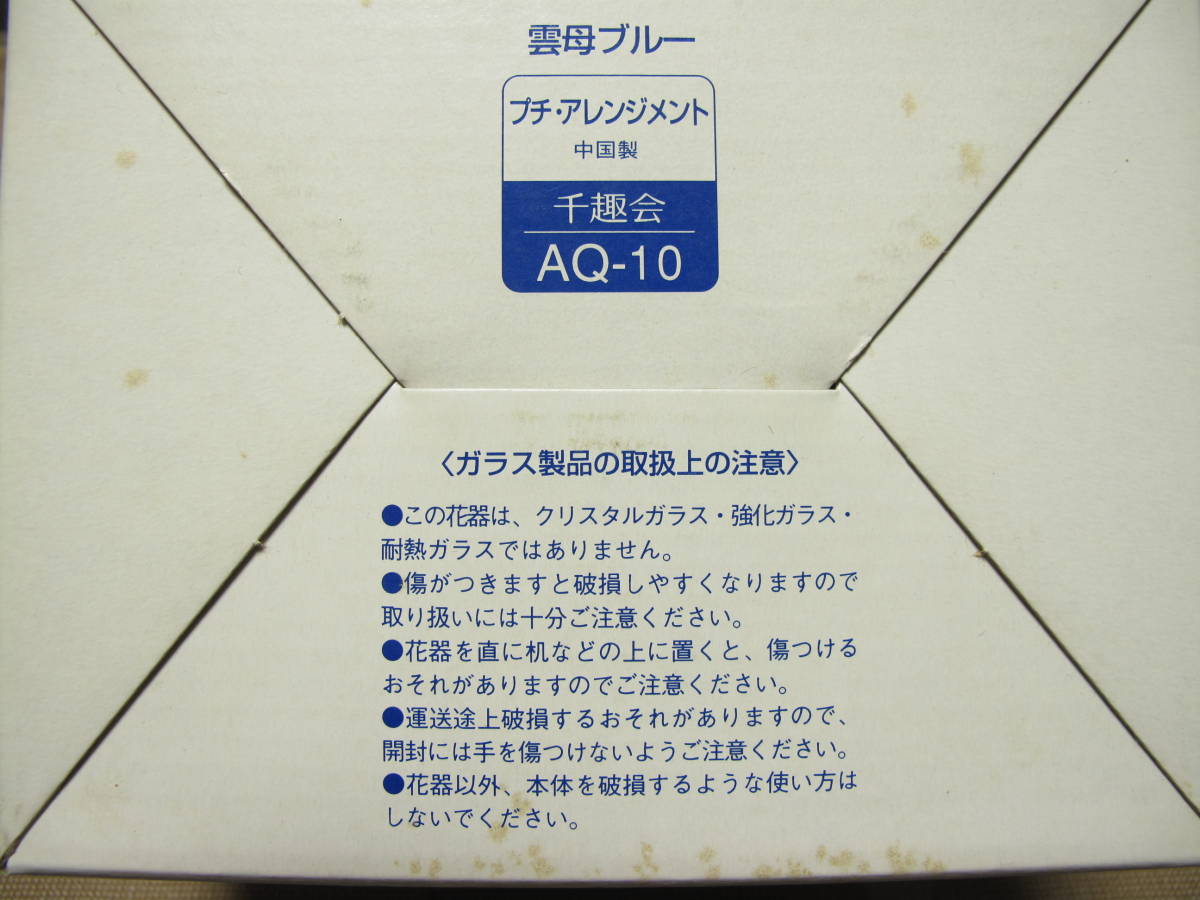 雲母ブルー
プチ・アレンジメント
中国製
千趣会
AQ-10
〈ガラス製品の取扱上の注意〉
●この花器は、クリスタルガラス・強化ガラス・
耐熱ガラスではありません。
●傷がつきますと破損しやすくなりますので
取り扱いには十分ご注意ください。
●花器を直に机などの上に置くと、傷つける
おそれがありますのでご注意ください。
●運送途上破損するおそれがありますので、
開封には手を傷つけないようご注意ください。
●花器以外、本体を破損するような使い方は
しないでください。